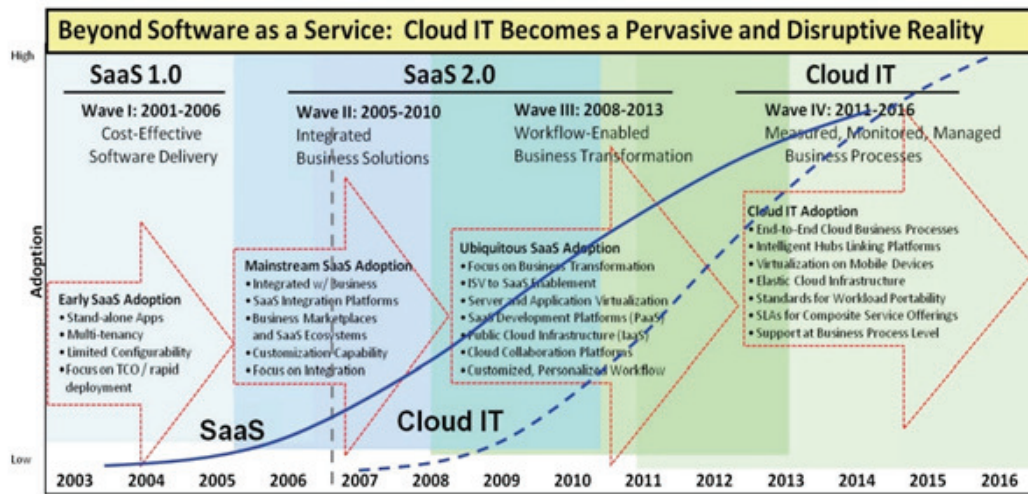 Beyond Software as a Service: Cloud IT Becomes a Pervasive and Disruptive Reality
High
SaaS 1.0
SaaS 2.0
Cloud IT
Wave I: 2001-2006
Cost-Effective
Software Delivery
Wave II: 2005-2010
Integrated
Business Solutions
Wave III: 2008-2013
Workflow-Enabled
Business Transformation
Wave IV: 2011-2016
Measured, Monitored, Managed
Business Processes
Adoption
Early SaaS Adoption
• Stand-alone Apps
• Multi-tenancy
• Limited Configurability
• Focus on TCO / rapid
deployment
Mainstream SaaS Adoption
• Integrated w/ Business
• SaaS Integration Platforms
• Business Marketplaces
and SaaS Ecosystems
• Customization Capability
• Focus on Integration
Ubiquitous SaaS Adoption
• Focus on Business Transformation
• ISV to SaaS Enablement
• Server and Application Virtualization
• SaaS Development Platforms (PaaS)
• Public Cloud Infrastructure (IaaS)
• Cloud Collaboration Platforms
• Customized, Personalized Workflow
Cloud IT Adoption
• End-to-End Cloud Business Processes
• Intelligent Hubs Linking Platforms
• Virtualization on Mobile Devices
• Elastic Cloud Infrastructure
• Standards for Workload Portability
• SLAs for Composite Service Offerings
• Support at Business Process Level
SaaS
Cloud IT
Low
2003 2004 2005 2006 2007 2008 2009 2010 2011 2012 2013 2014 2015 2016